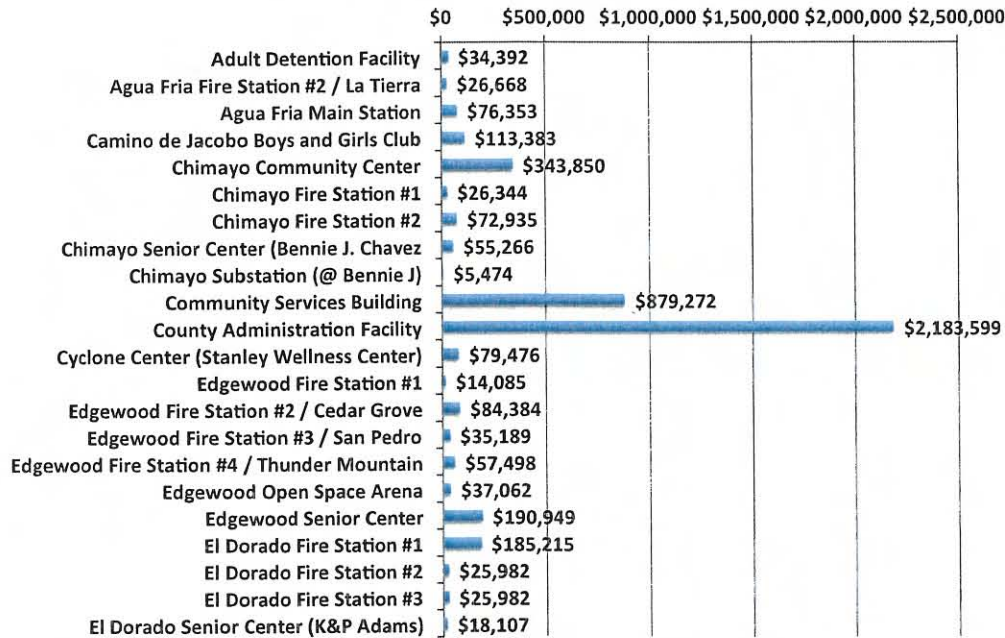 $0 $500,000 $1,000,000 $1,500,000 $2,000,000 $2,500,000
Adult Detention Facility $34,392
Agua Fria Fire Station #2 / La Tierra $26,668
Agua Fria Main Station $76,353
Camino de Jacobo Boys and Girls Club $113,383
Chimayo Community Center $343,850
Chimayo Fire Station #1 $26,344
Chimayo Fire Station #2 $72,935
Chimayo Senior Center (Bennie J. Chavez $55,266
Chimayo Substation (@ Bennie J) $5,474
Community Services Building $879,272
County Administration Facility $2,183,599
Cyclone Center (Stanley Wellness Center) $79,476
Edgewood Fire Station #1 $14,085
Edgewood Fire Station #2 / Cedar Grove $84,384
Edgewood Fire Station #3 / San Pedro $35,189
Edgewood Fire Station #4 / Thunder Mountain $57,498
Edgewood Open Space Arena $37,062
Edgewood Senior Center $190,949
El Dorado Fire Station #1 $185,215
El Dorado Fire Station #2 $25,982
El Dorado Fire Station #3 $25,982
El Dorado Senior Center (K&P Adams) $18,107